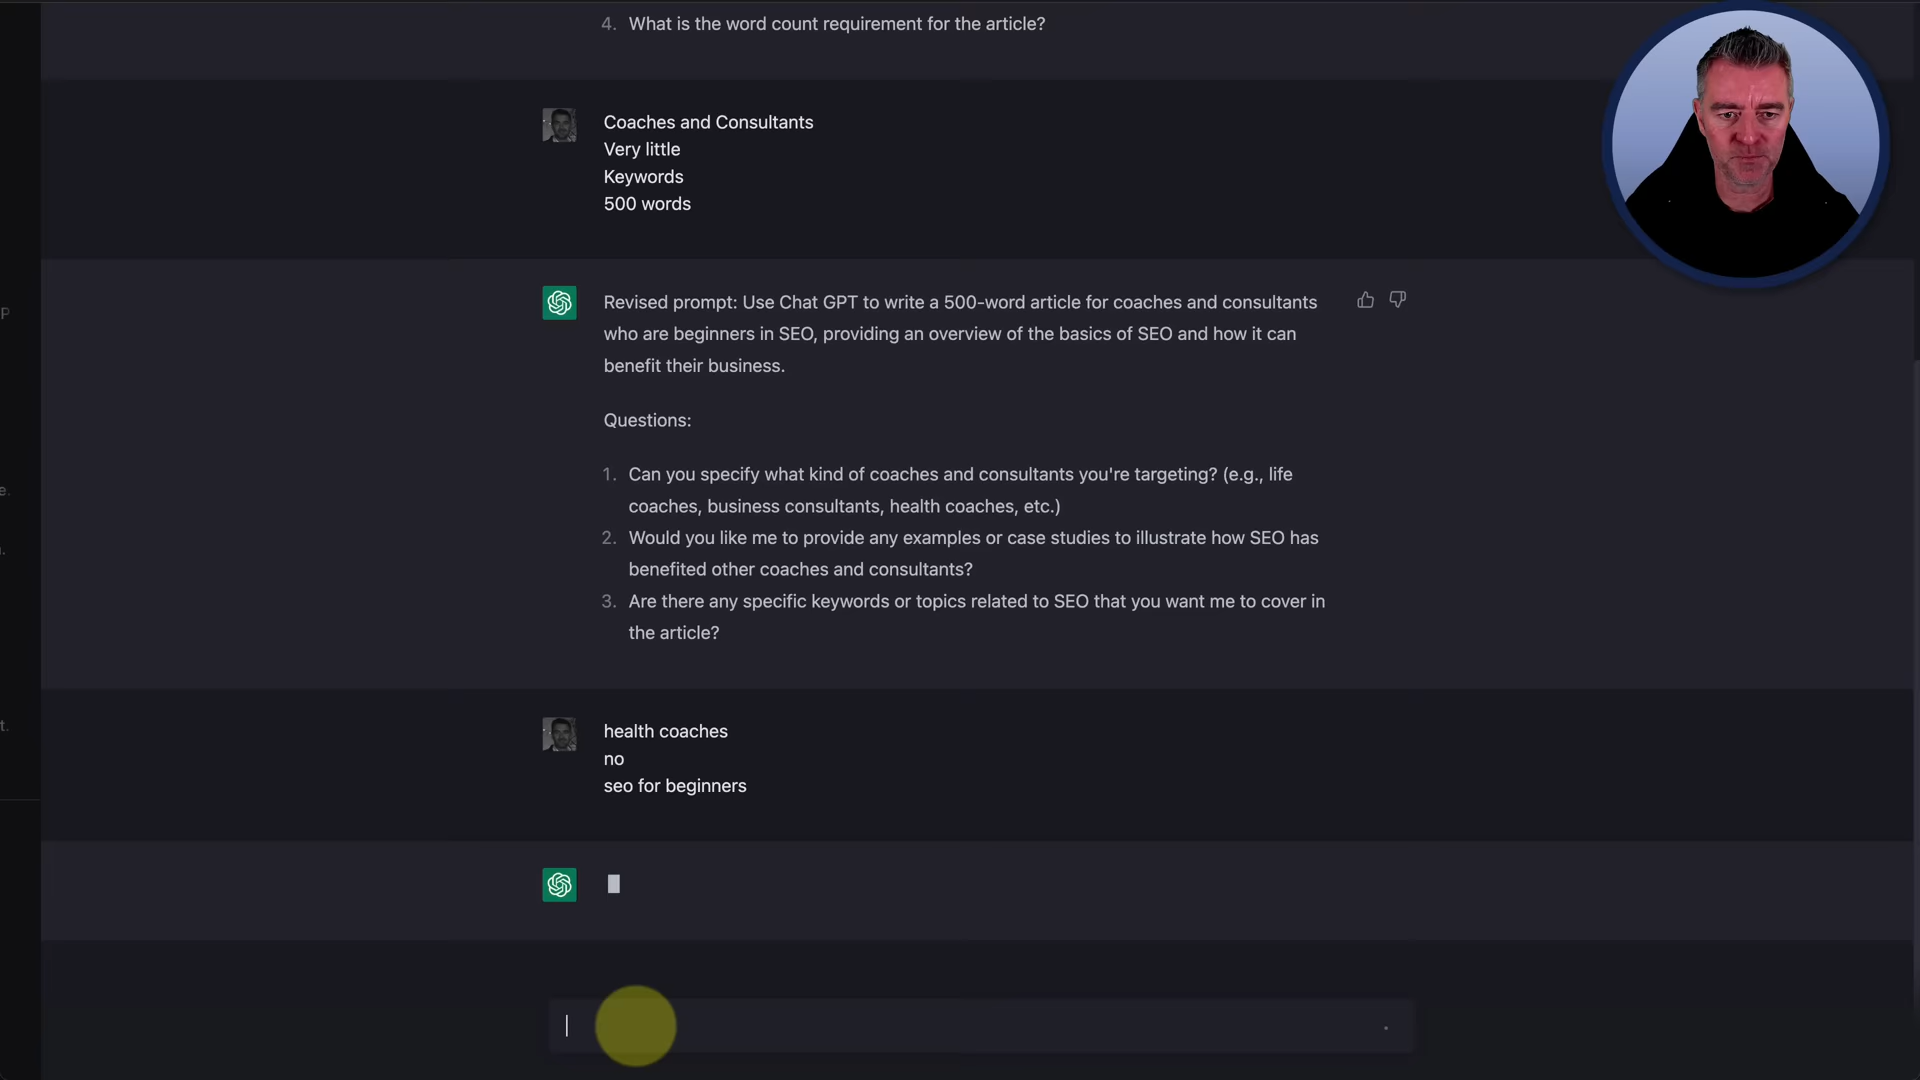 4. What is the word count requirement for the article?
Coaches and Consultants
Very little
Keywords
500 words
P
Revised prompt: Use Chat GPT to write a 500-word article for coaches and consultants
who are beginners in SEO, providing an overview of the basics of SEO and how it can
benefit their business.
Questions:
1. Can you specify what kind of coaches and consultants you're targeting? (e.g., life
coaches, business consultants, health coaches, etc.)
e.
2. Would you like me to provide any examples or case studies to illustrate how SEO has
benefited other coaches and consultants?
3. Are there any specific keywords or topics related to SEO that you want me to cover in
the article?
t.
health coaches
no
seo for beginners